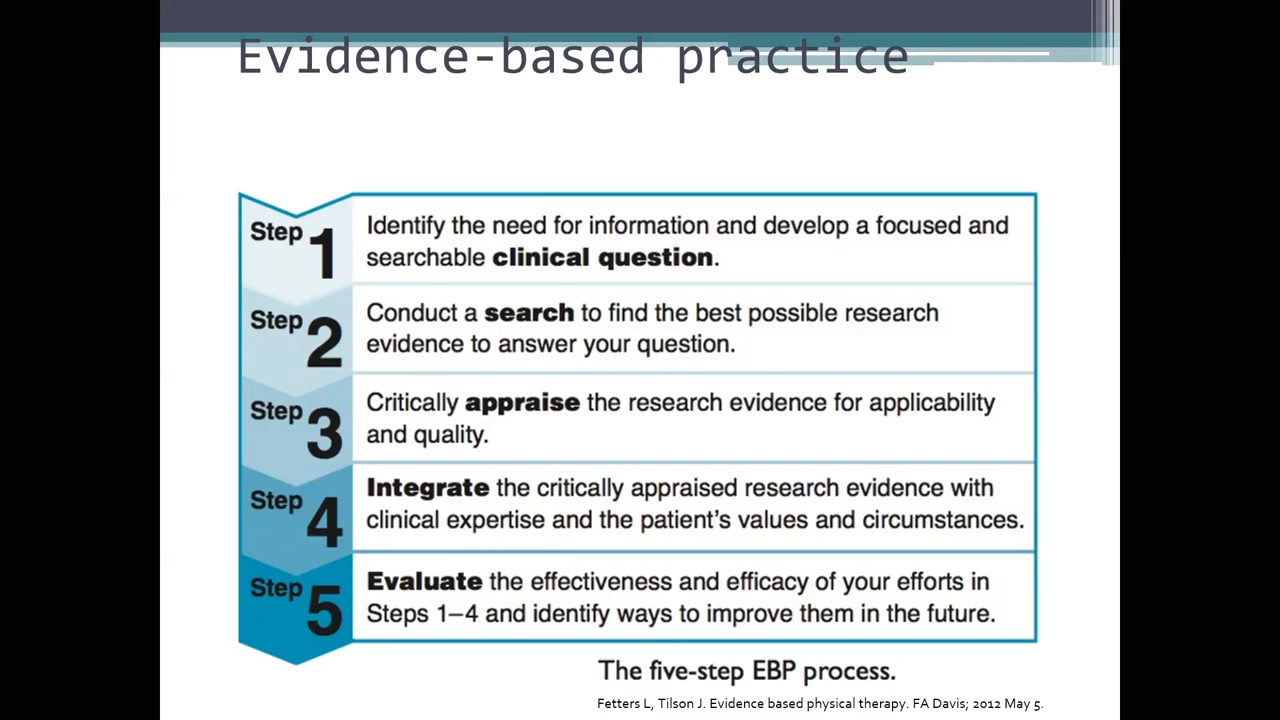 Evidence-based practice
Step 1
Identify the need for information and develop a focused and
searchable clinical question.
Step 2
Conduct a search to find the best possible research
evidence to answer your question.
Step 3
Critically appraise the research evidence for applicability
and quality.
Step 4
Integrate the critically appraised research evidence with
clinical expertise and the patient's values and circumstances.
Step 5
Evaluate the effectiveness and efficacy of your efforts in
Steps 1–4 and identify ways to improve them in the future.
The five-step EBP process.
Fetters L, Tilson J. Evidence based physical therapy. FA Davis; 2012 May 5.